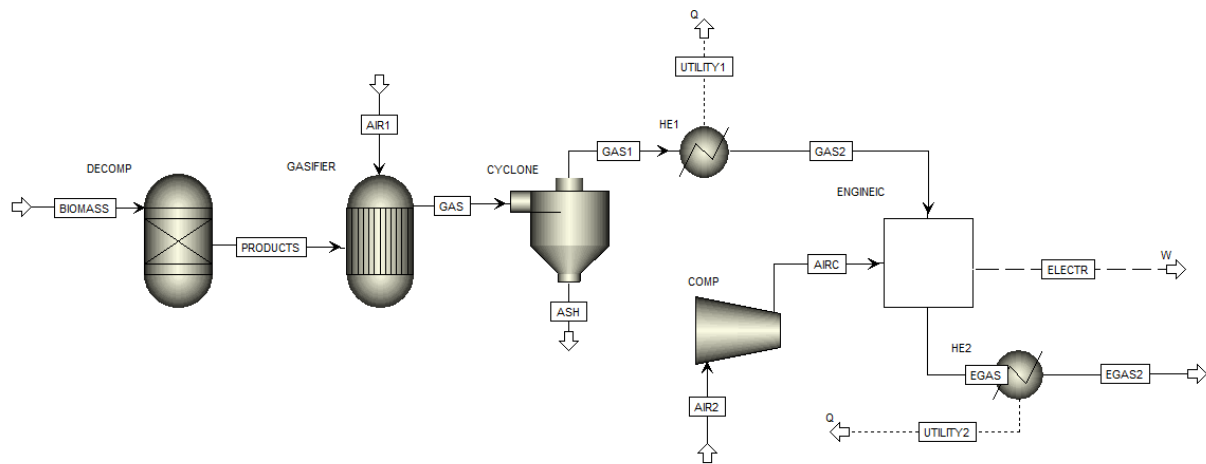 Q
UTILITY1
AIR1
HE1
GAS1
GAS2
DECOMP
GASIFIER
CYCLONE
ENGINEIC
BIOMASS
GAS
PRODUCTS
AIRC
W
ELECTR
COMP
ASH
HE2
EGAS
EGAS2
AIR2
Q
UTILITY2